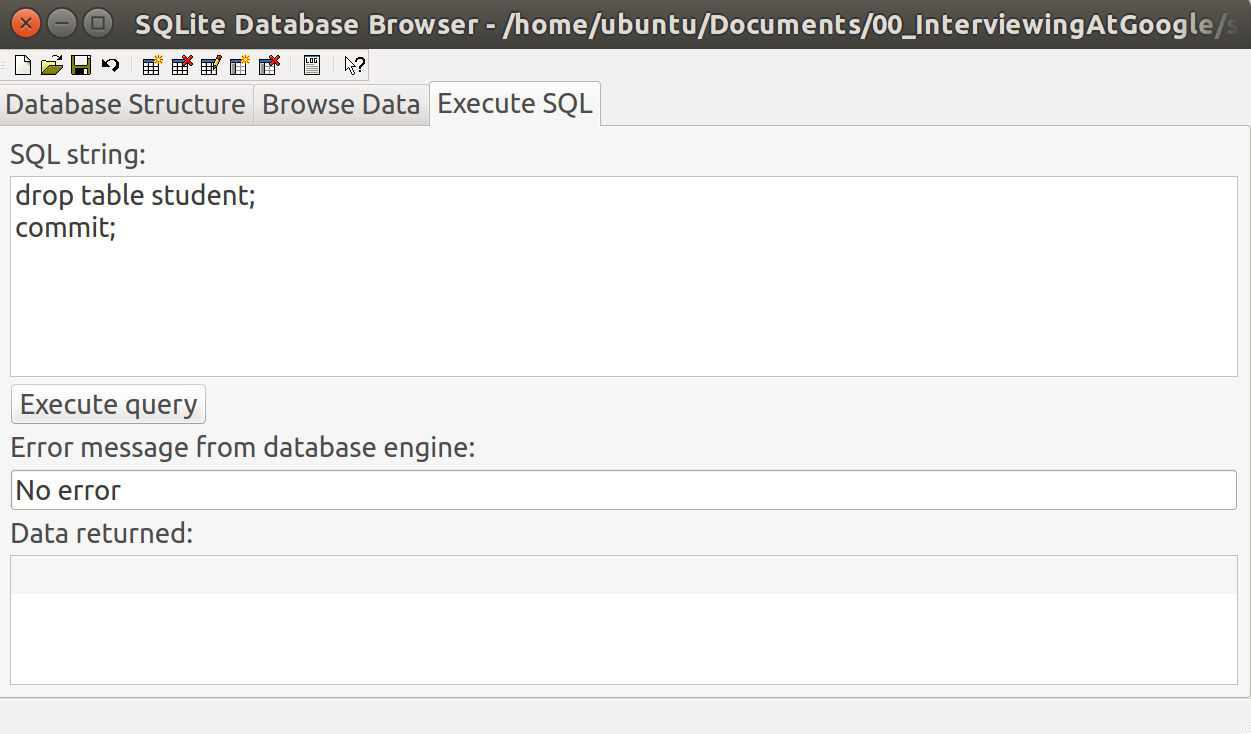 SQLite Database Browser - /home/ubuntu/Documents/00_InterviewingAtGoogle/s
LOG
Database Structure Browse Data Execute SQL
SQL string:
drop table student;
commit;
Execute query
Error message from database engine:
No error
Data returned: